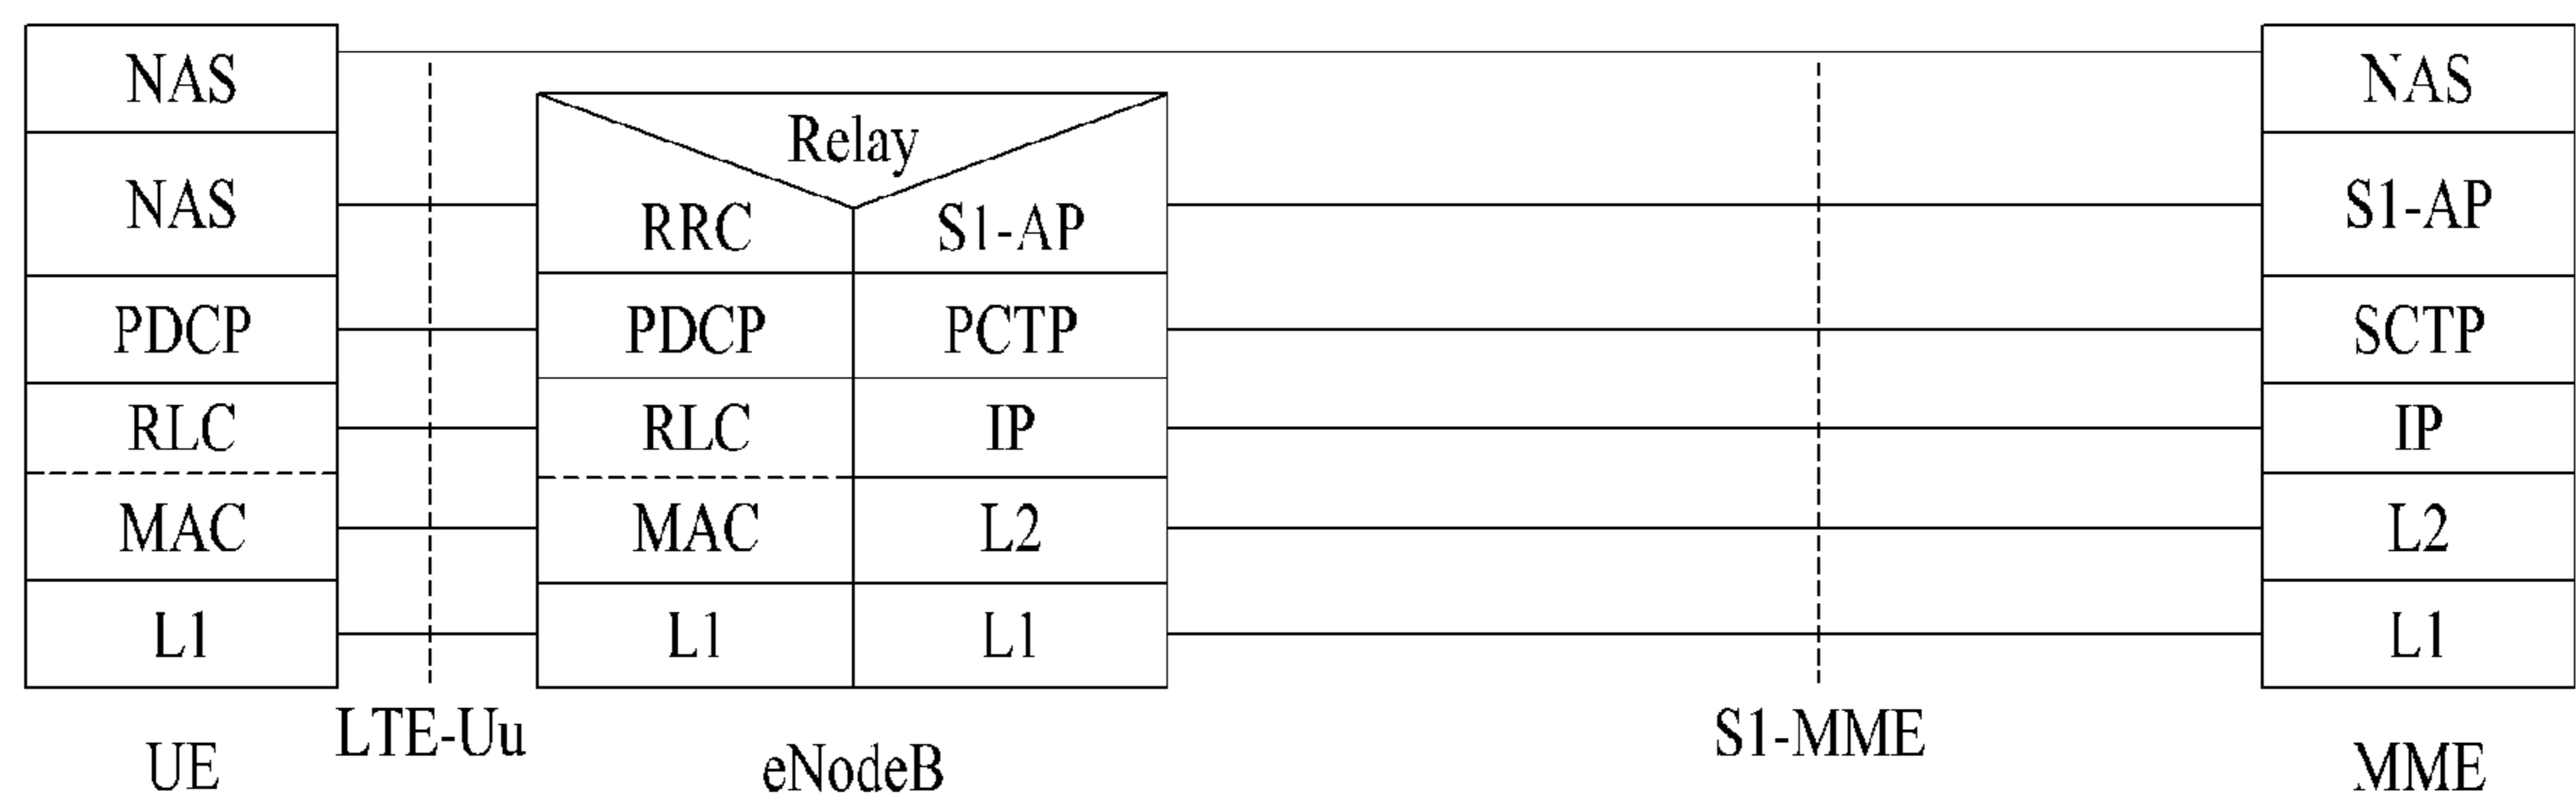 NAS
NAS
PDCP
RLC
MAC
L1
UE
LTE-Uu
Relay
RRC S1-AP
PDCP PCTP
RLC IP
MAC L2
L1 L1
eNodeB
S1-MME
NAS
S1-AP
SCTP
IP
L2
L1
MME